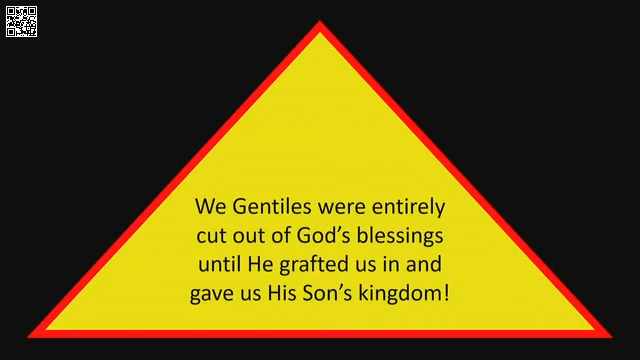 We Gentiles were entirely
cut out of God’s blessings
until He grafted us in and
gave us His Son’s kingdom!